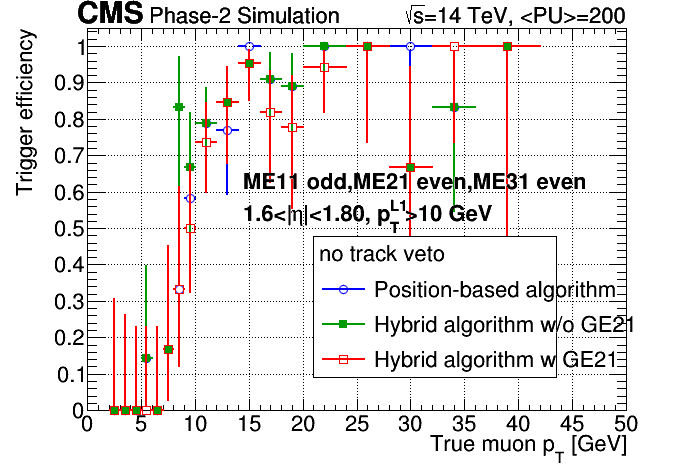 CMS Phase-2 Simulation √s=14 TeV, <PU>=200
Trigger efficiency
1
0.9
0.8
0.7
0.6
0.5
0.4
0.3
0.2
0.1
0
ME11 odd,ME21 even,ME31 even
1.6<|η|<1.80, p_T^L1>10 GeV
no track veto
Position-based algorithm
Hybrid algorithm w/o GE21
Hybrid algorithm w GE21
0 5 10 15 20 25 30 35 40 45 50
True muon p_T [GeV]